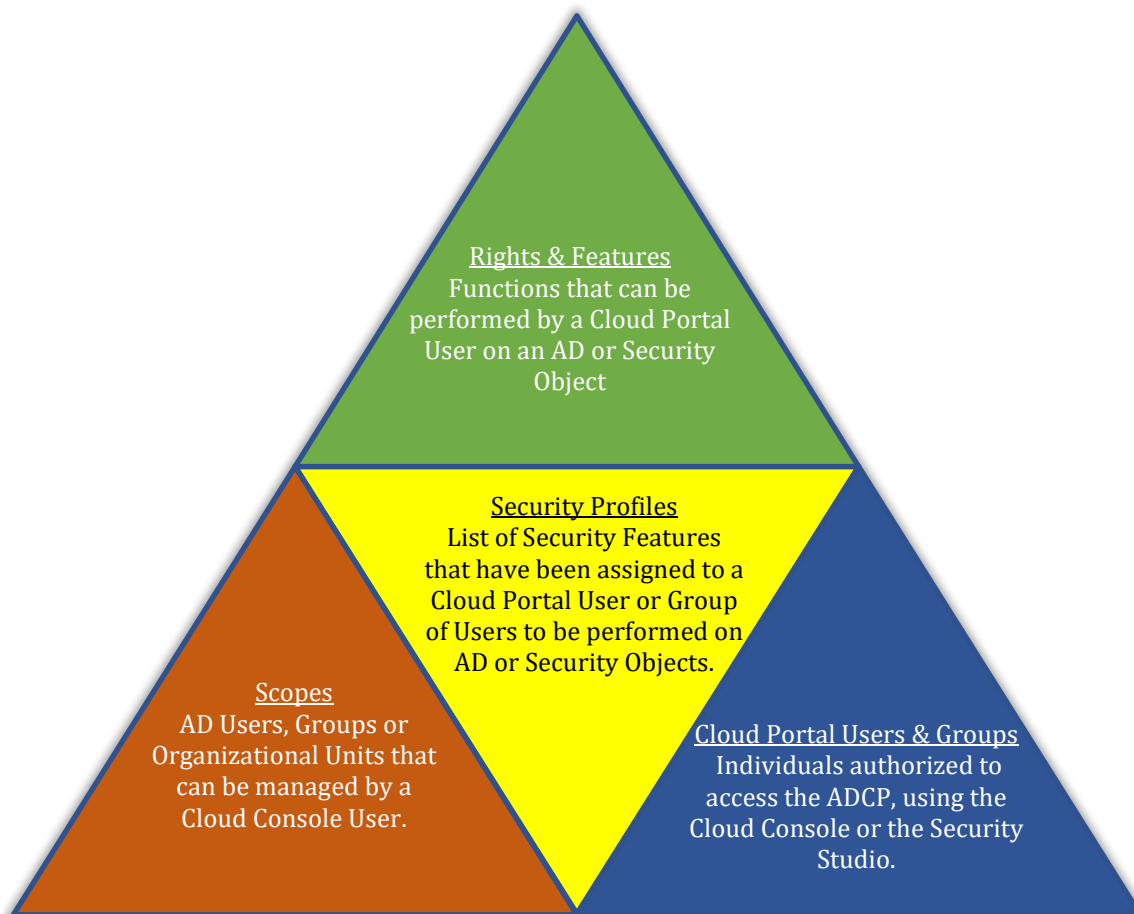 Rights & Features
Functions that can be
performed by a Cloud Portal
User on an AD or Security
Object
Security Profiles
List of Security Features
that have been assigned to a
Cloud Portal User or Group
of Users to be performed on
AD or Security Objects.
Scopes
AD Users, Groups or
Organizational Units that
can be managed by a
Cloud Console User.
Cloud Portal Users & Groups
Individuals authorized to
access the ADCP, using the
Cloud Console or the Security
Studio.